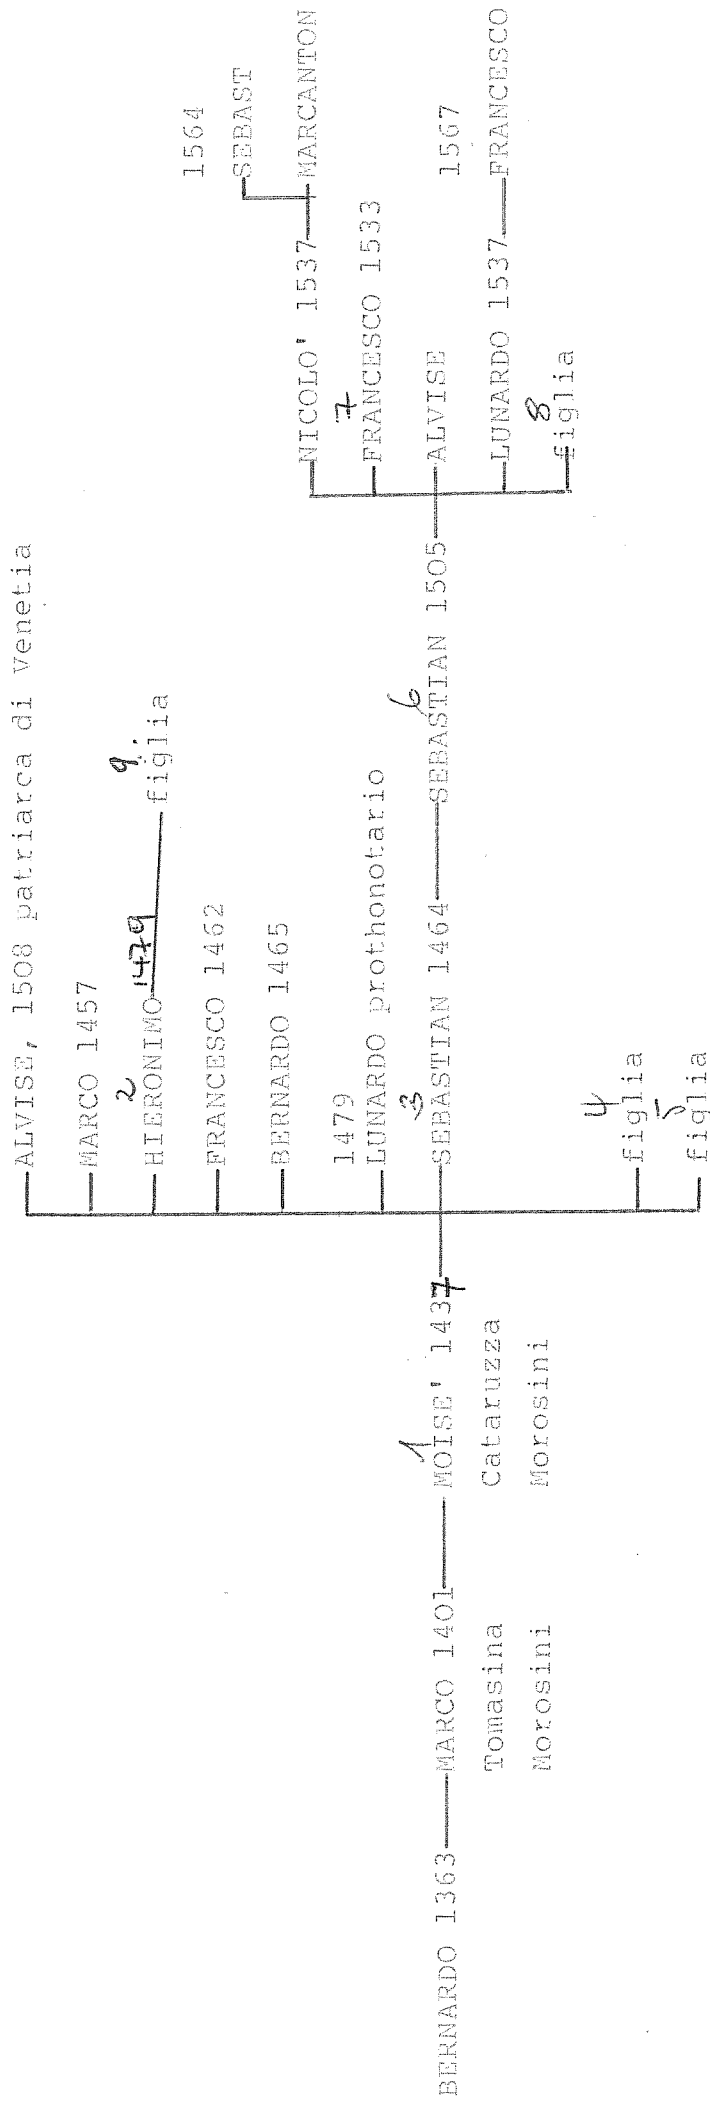 BERNARDO 1363
MARCO 1401
Tomasina
Morosini
1
MOISE' 1437
Cataruzza
Morosini
ALVISE, 1508 patriarca di Venetia
MARCO 1457
2
HIERONIMO 1479
9.
figlia
FRANCESCO 1462
BERNARDO 1465
1479
LUNARDO prothonotario
3
SEBASTIAN 1464
4
figlia
5
figlia
6
SEBASTIAN 1505
NICOLO' 1537
7
FRANCESCO 1533
ALVISE
LUNARDO 1537
8
figlia
1564
SEBAST
MARCANTON
1567
FRANCESCO